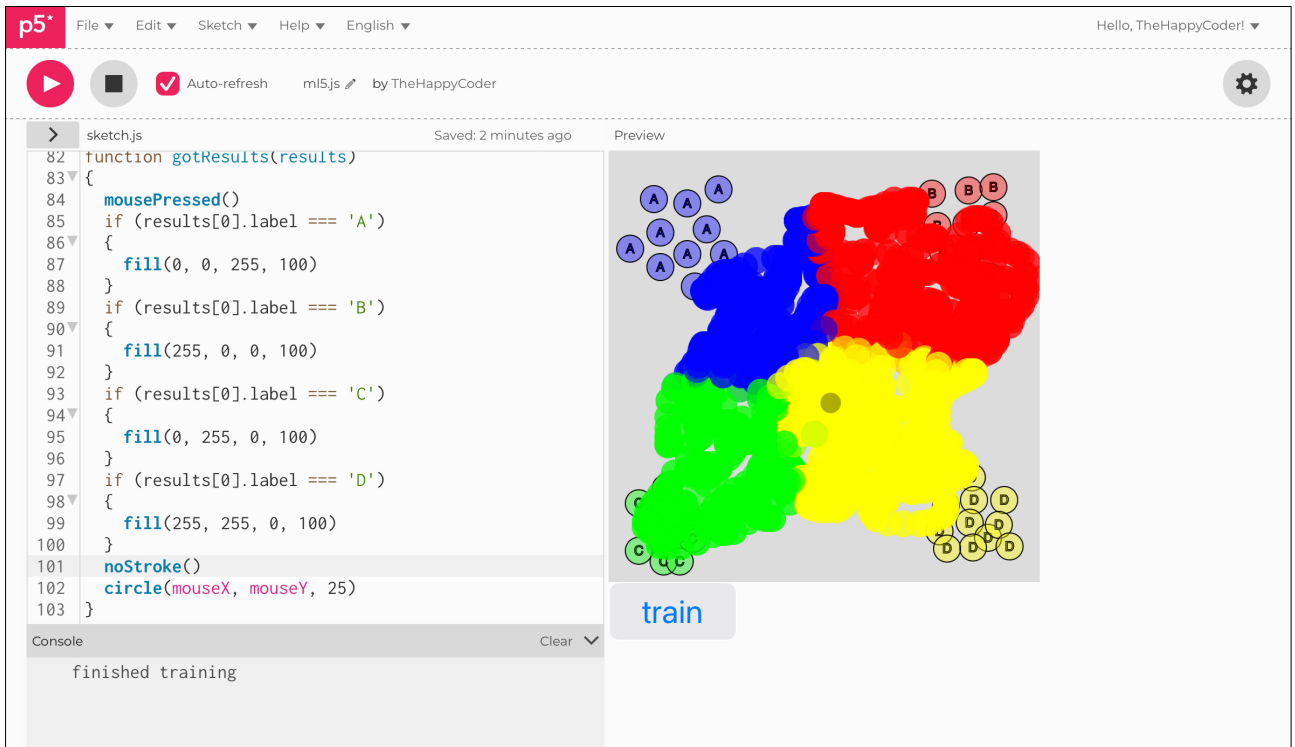 p5* File Edit Sketch Help English Hello, TheHappyCoder!
Auto-refresh ml5.js by TheHappyCoder
sketch.js Saved: 2 minutes ago Preview
82 function gotResults(results)
83 {
84 mousePressed()
85 if (results[0].label === 'A')
86 {
87 fill(0, 0, 255, 100)
88 }
89 if (results[0].label === 'B')
90 {
91 fill(255, 0, 0, 100)
92 }
93 if (results[0].label === 'C')
94 {
95 fill(0, 255, 0, 100)
96 }
97 if (results[0].label === 'D')
98 {
99 fill(255, 255, 0, 100)
100 }
101 noStroke()
102 circle(mouseX, mouseY, 25)
103 }
A A A B B B
A A B
A A A A
A
C D D
D D
C C C D D D D D
train
Console Clear
finished training